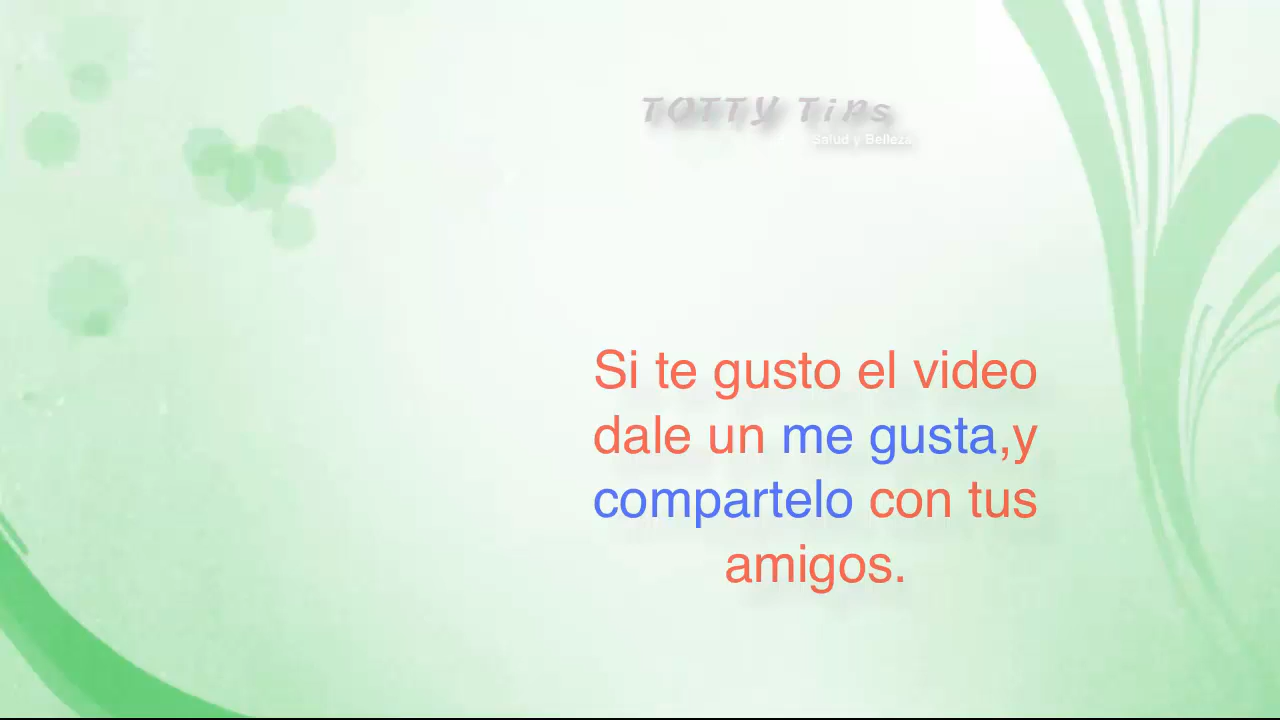 TOTTY Tips
Salud y Belleza
Si te gusto el video
dale un me gusta,y
compartelo con tus
amigos.